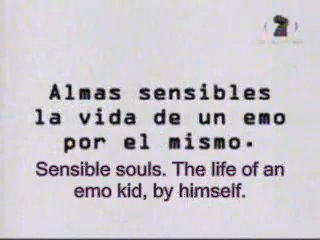 Almas sensibles
la vida de un emo
por el mismo.
Sensible souls. The life of an
emo kid, by himself.